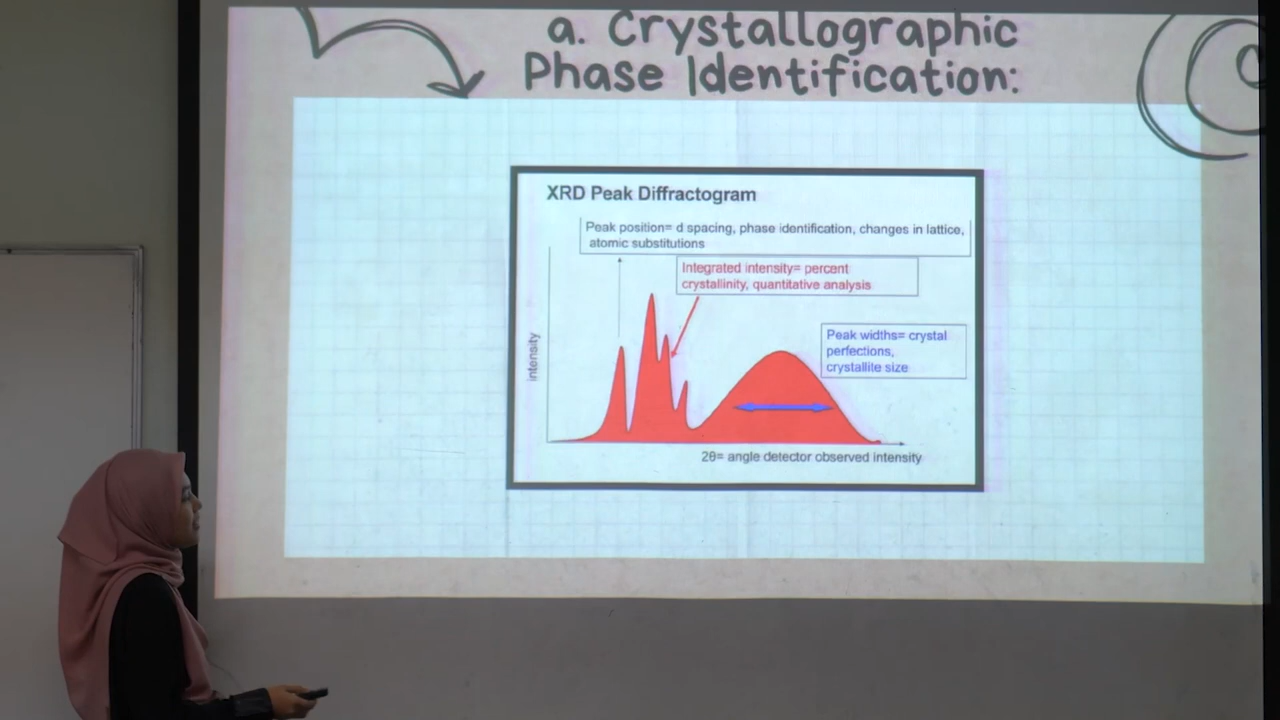 a. Crystallographic
Phase Identification:
XRD Peak Diffractogram
Peak position= d spacing, phase identification, changes in lattice,
atomic substitutions
Integrated intensity= percent
crystallinity, quantitative analysis
Peak widths= crystal
perfections,
crystallite size
intensity
2θ= angle detector observed intensity